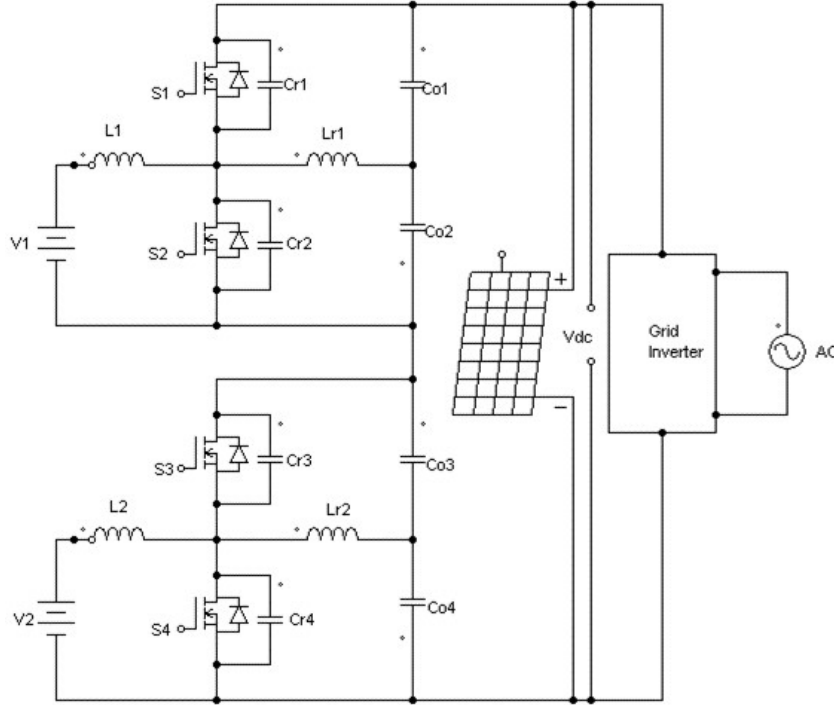 S1
Cr1
Co1
L1
Lr1
V1
S2
Cr2
Co2
+
Vdc
−
Grid
Inverter
AC
S3
Cr3
Co3
L2
Lr2
V2
S4
Cr4
Co4